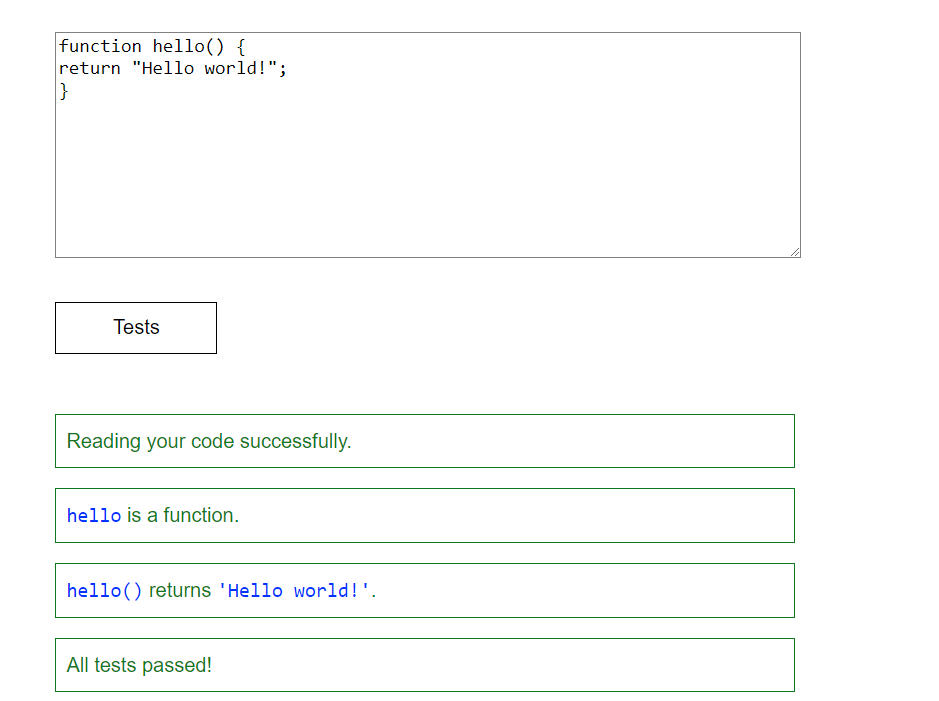 function hello() {
return "Hello world!";
}
Tests
Reading your code successfully.
hello is a function.
hello() returns 'Hello world!'.
All tests passed!